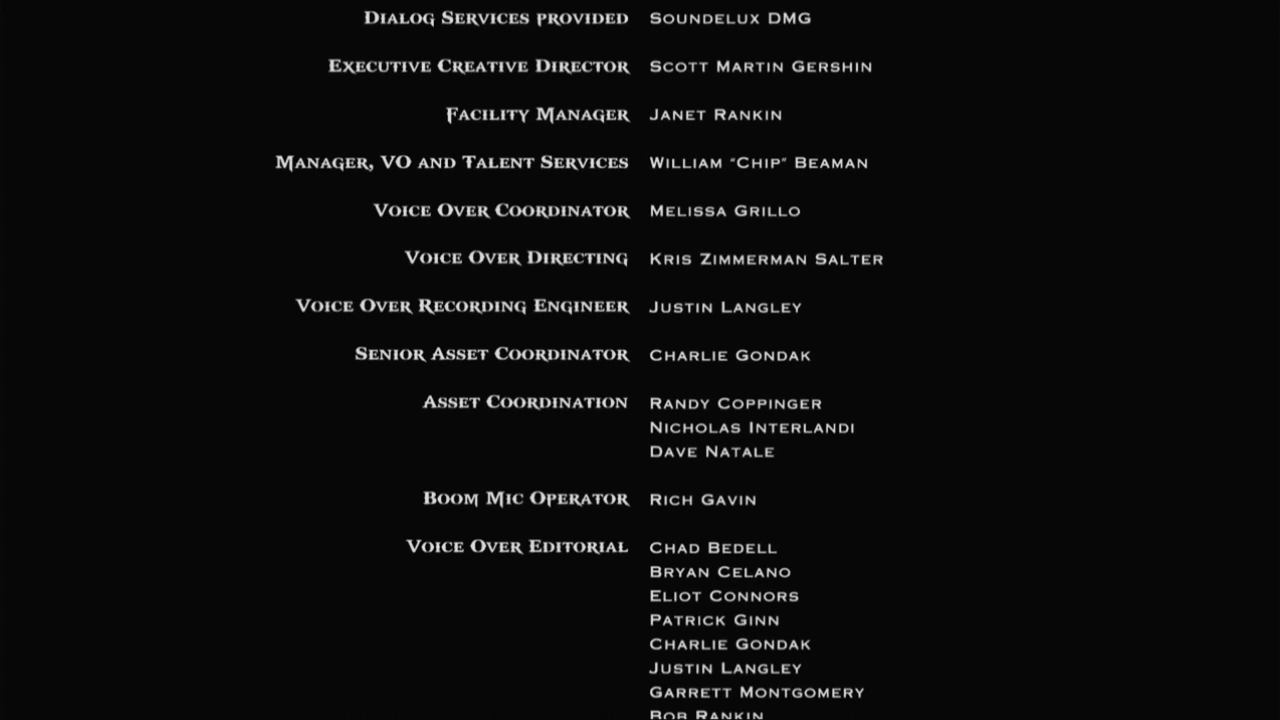 Dialog Services provided Soundelux DMG
Executive Creative Director Scott Martin Gershin
Facility Manager Janet Rankin
Manager, VO and Talent Services William "Chip" Beaman
Voice Over Coordinator Melissa Grillo
Voice Over Directing Kris Zimmerman Salter
Voice Over Recording Engineer Justin Langley
Senior Asset Coordinator Charlie Gondak
Asset Coordination Randy Coppinger
Nicholas Interlandi
Dave Natale
Boom Mic Operator Rich Gavin
Voice Over Editorial Chad Bedell
Bryan Celano
Eliot Connors
Patrick Ginn
Charlie Gondak
Justin Langley
Garrett Montgomery
Bob Rankin